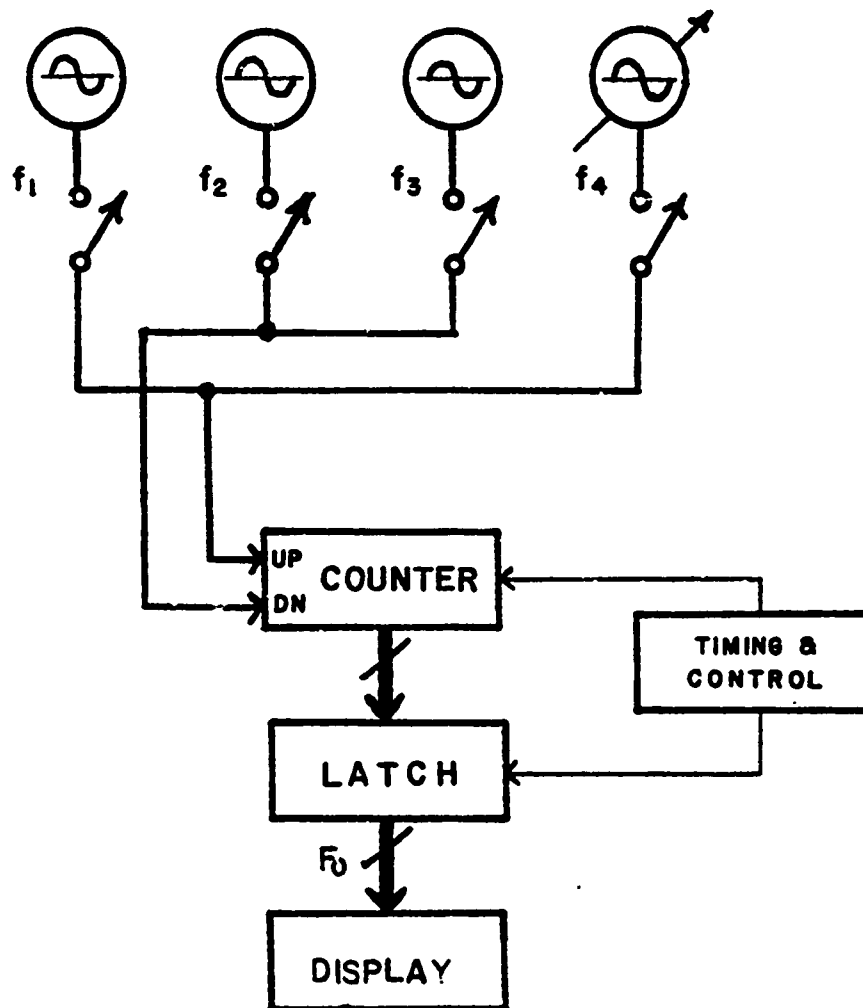 f1 f2 f3 f4
UP
COUNTER
DN
TIMING &
CONTROL
LATCH
F0
DISPLAY